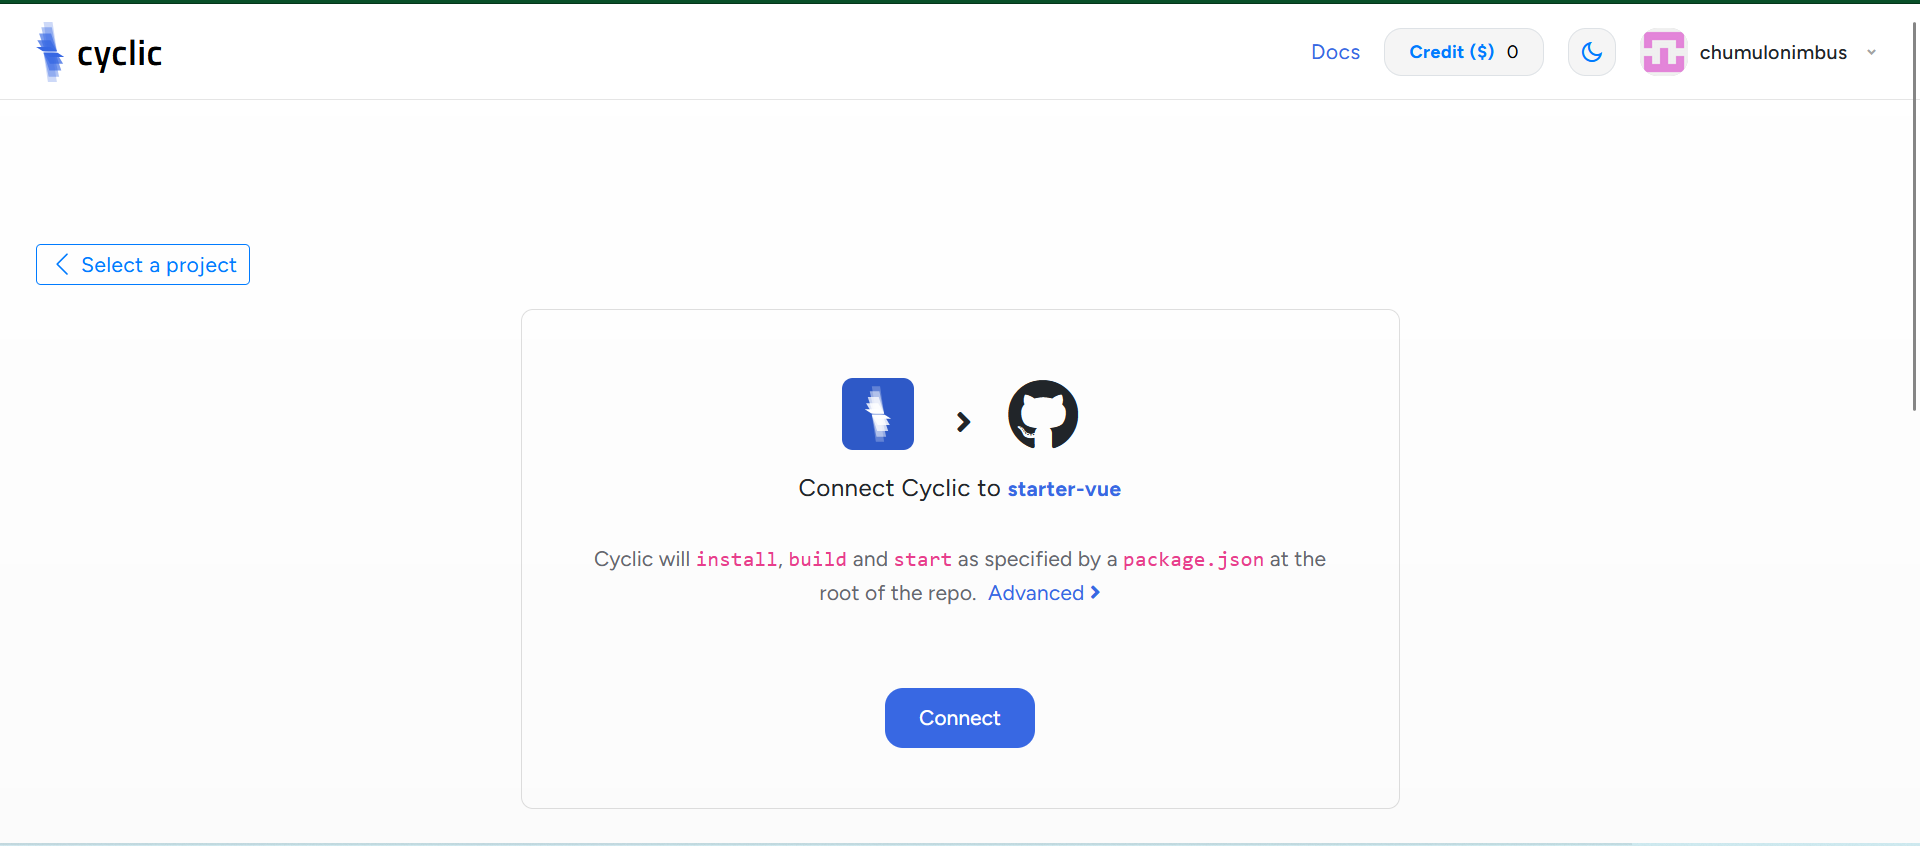 cyclic
Docs
Credit ($) 0
chumulonimbus
Select a project
Connect Cyclic to starter-vue
Cyclic will install, build and start as specified by a package.json at the
root of the repo. Advanced
Connect